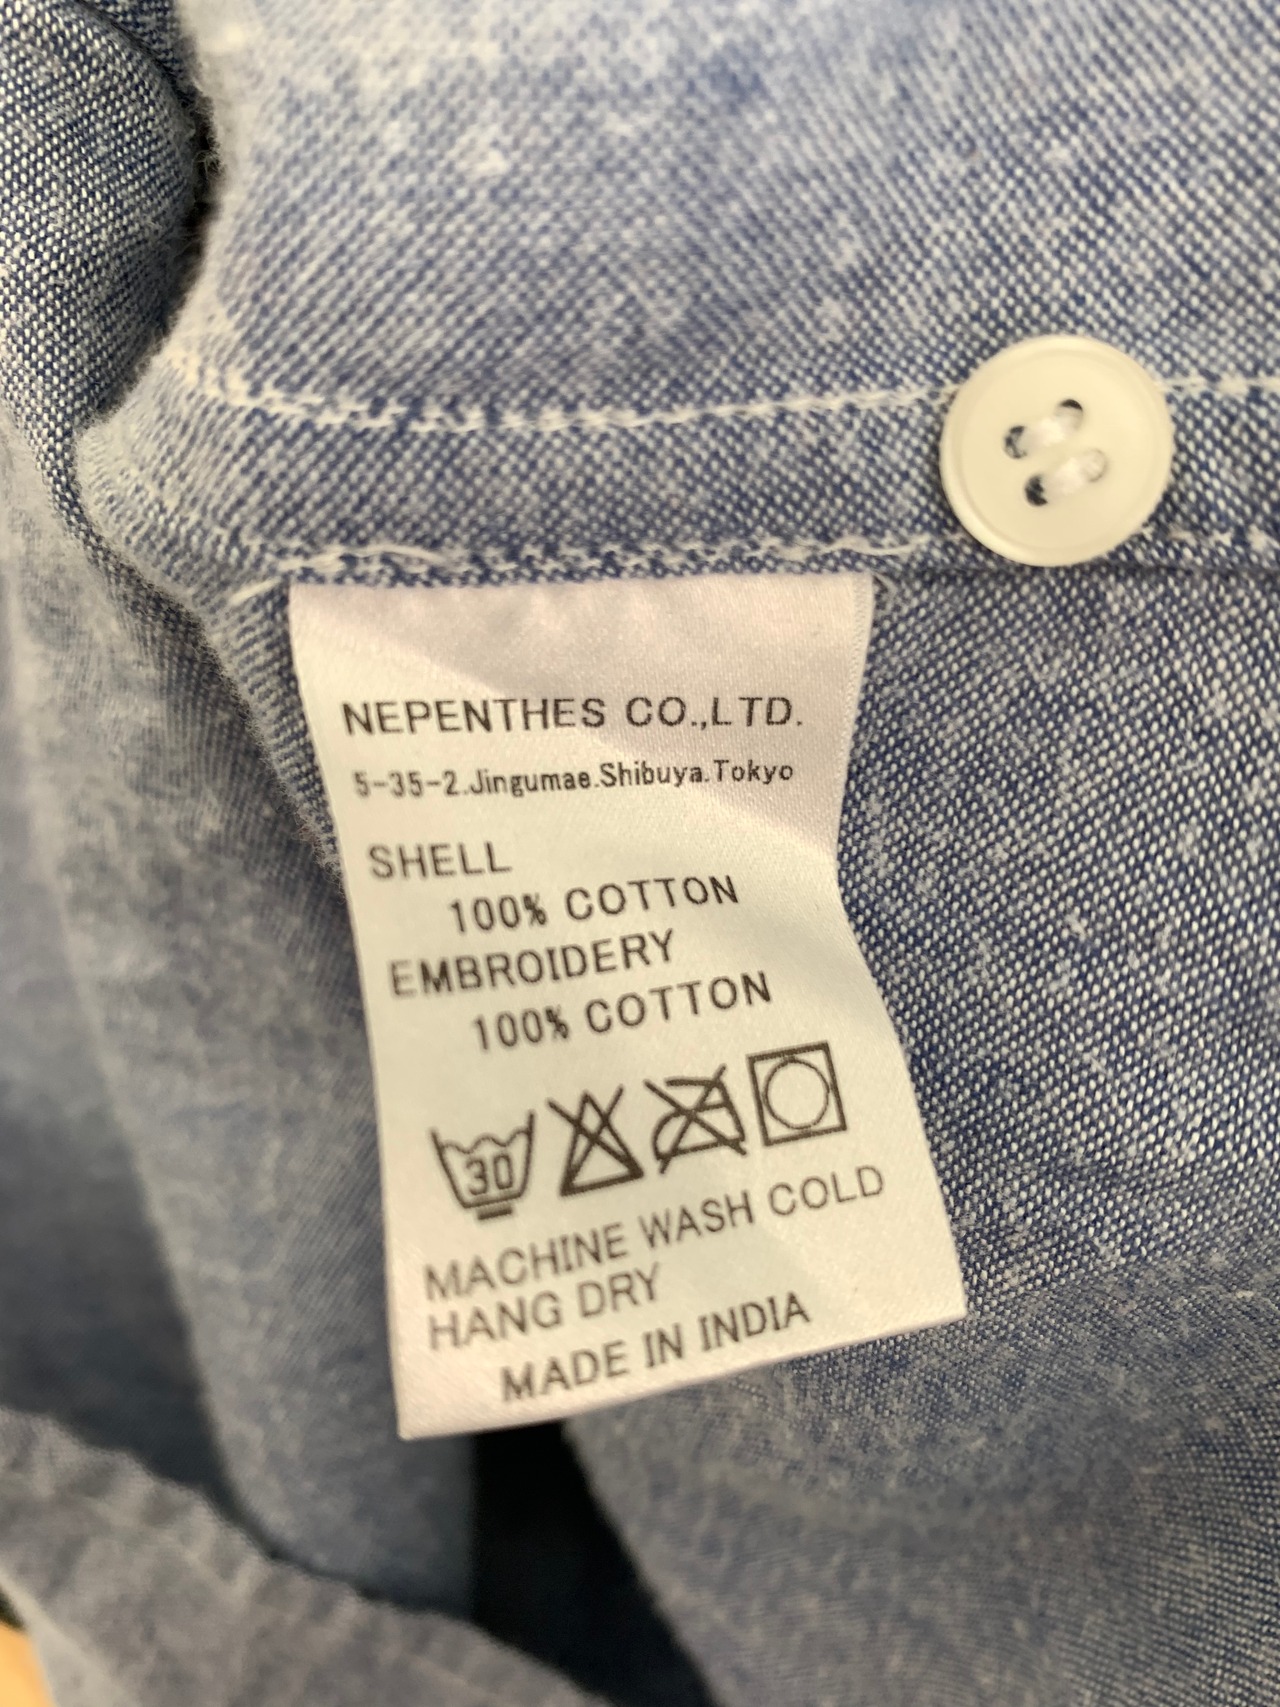 NEPENTHES CO.,LTD.
5-35-2.Jingumae.Shibuya.Tokyo
SHELL
100% COTTON
EMBROIDERY
100% COTTON
30
MACHINE WASH COLD
HANG DRY
MADE IN INDIA